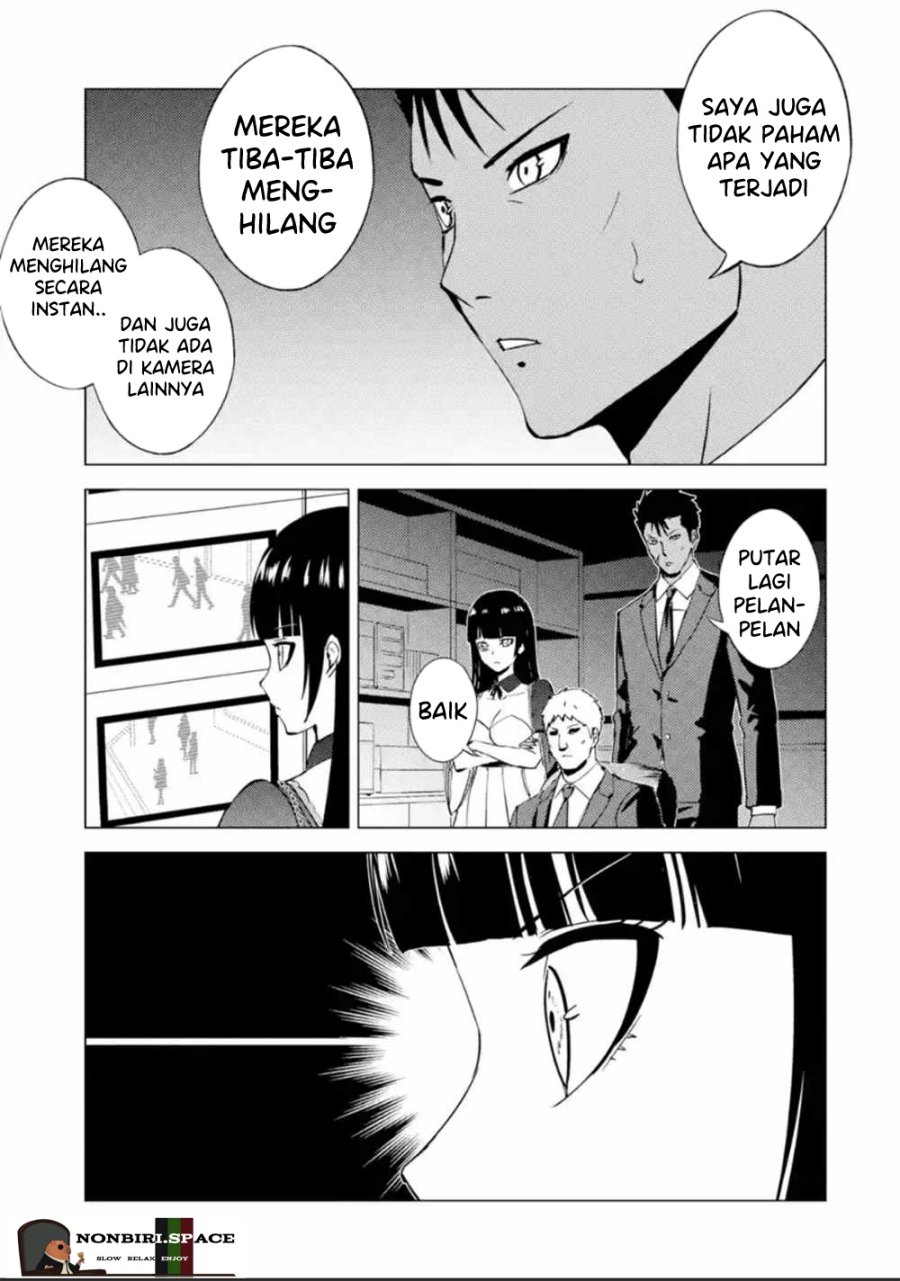 SAYA JUGA
TIDAK PAHAM
APA YANG
TERJADI
MEREKA
TIBA-TIBA
MENG-
HILANG
MEREKA
MENGHILANG
SECARA
INSTAN..
DAN JUGA
TIDAK ADA
DI KAMERA
LAINNYA
PUTAR
LAGI
PELAN-
PELAN
BAIK
NONBIRI.SPACE
SLOW RELAX ENJOY